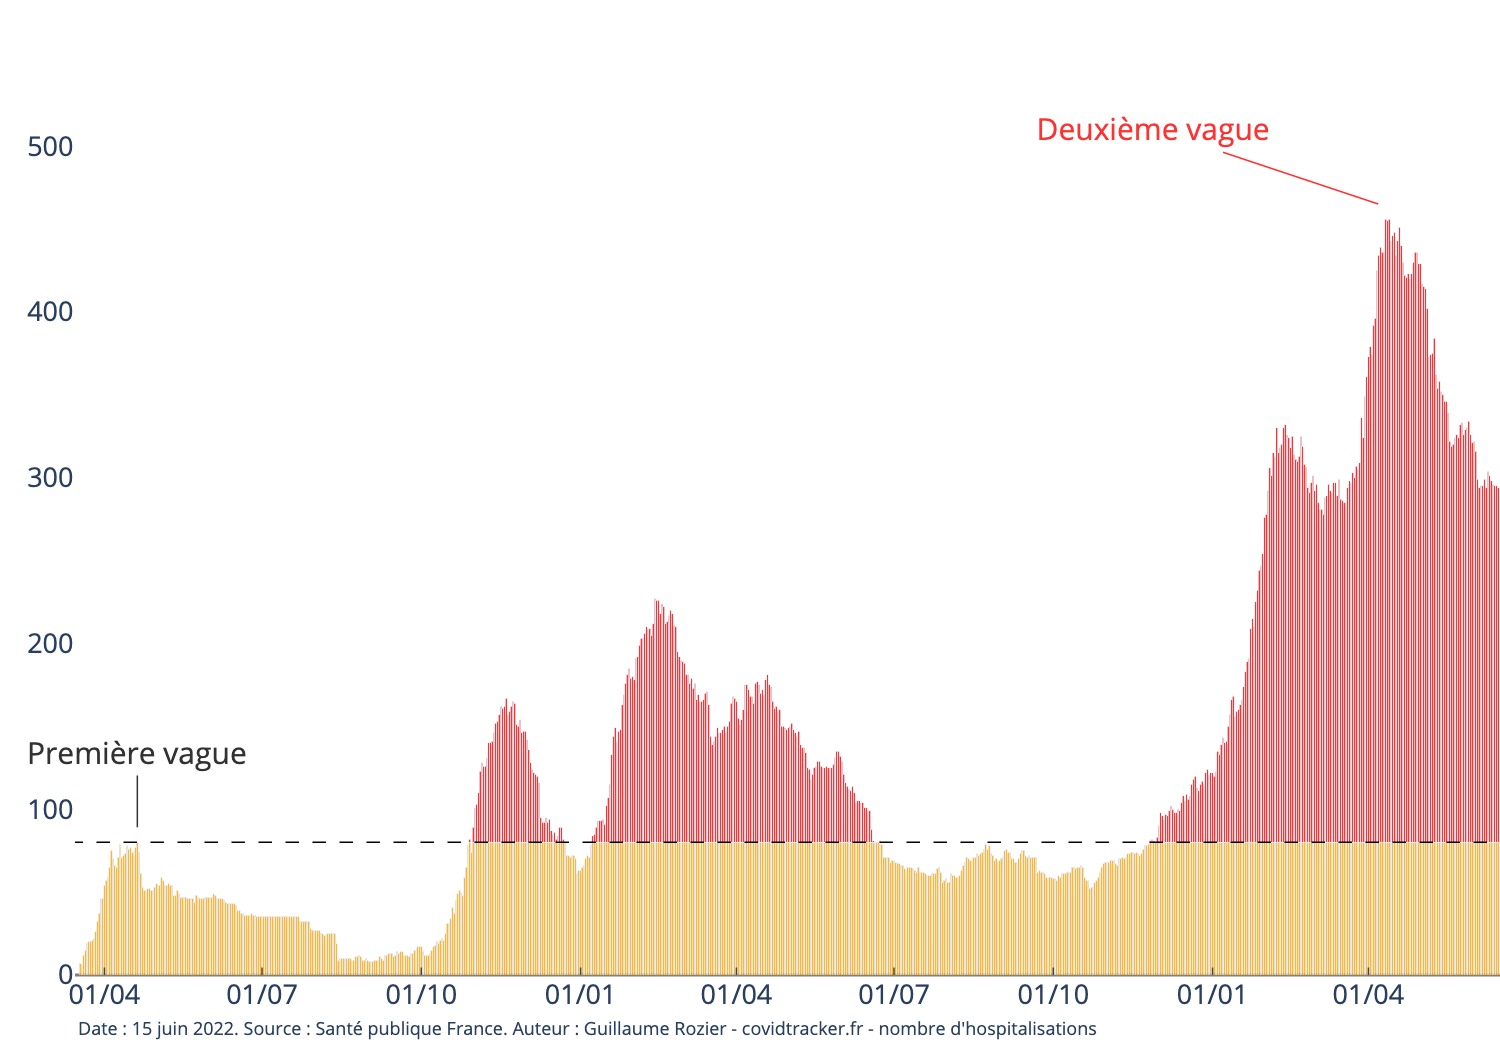 Deuxième vague
500
400
300
200
Première vague
100
0
01/04 01/07 01/10 01/01 01/04 01/07 01/10 01/01 01/04
Date : 15 juin 2022. Source : Santé publique France. Auteur : Guillaume Rozier - covidtracker.fr - nombre d'hospitalisations